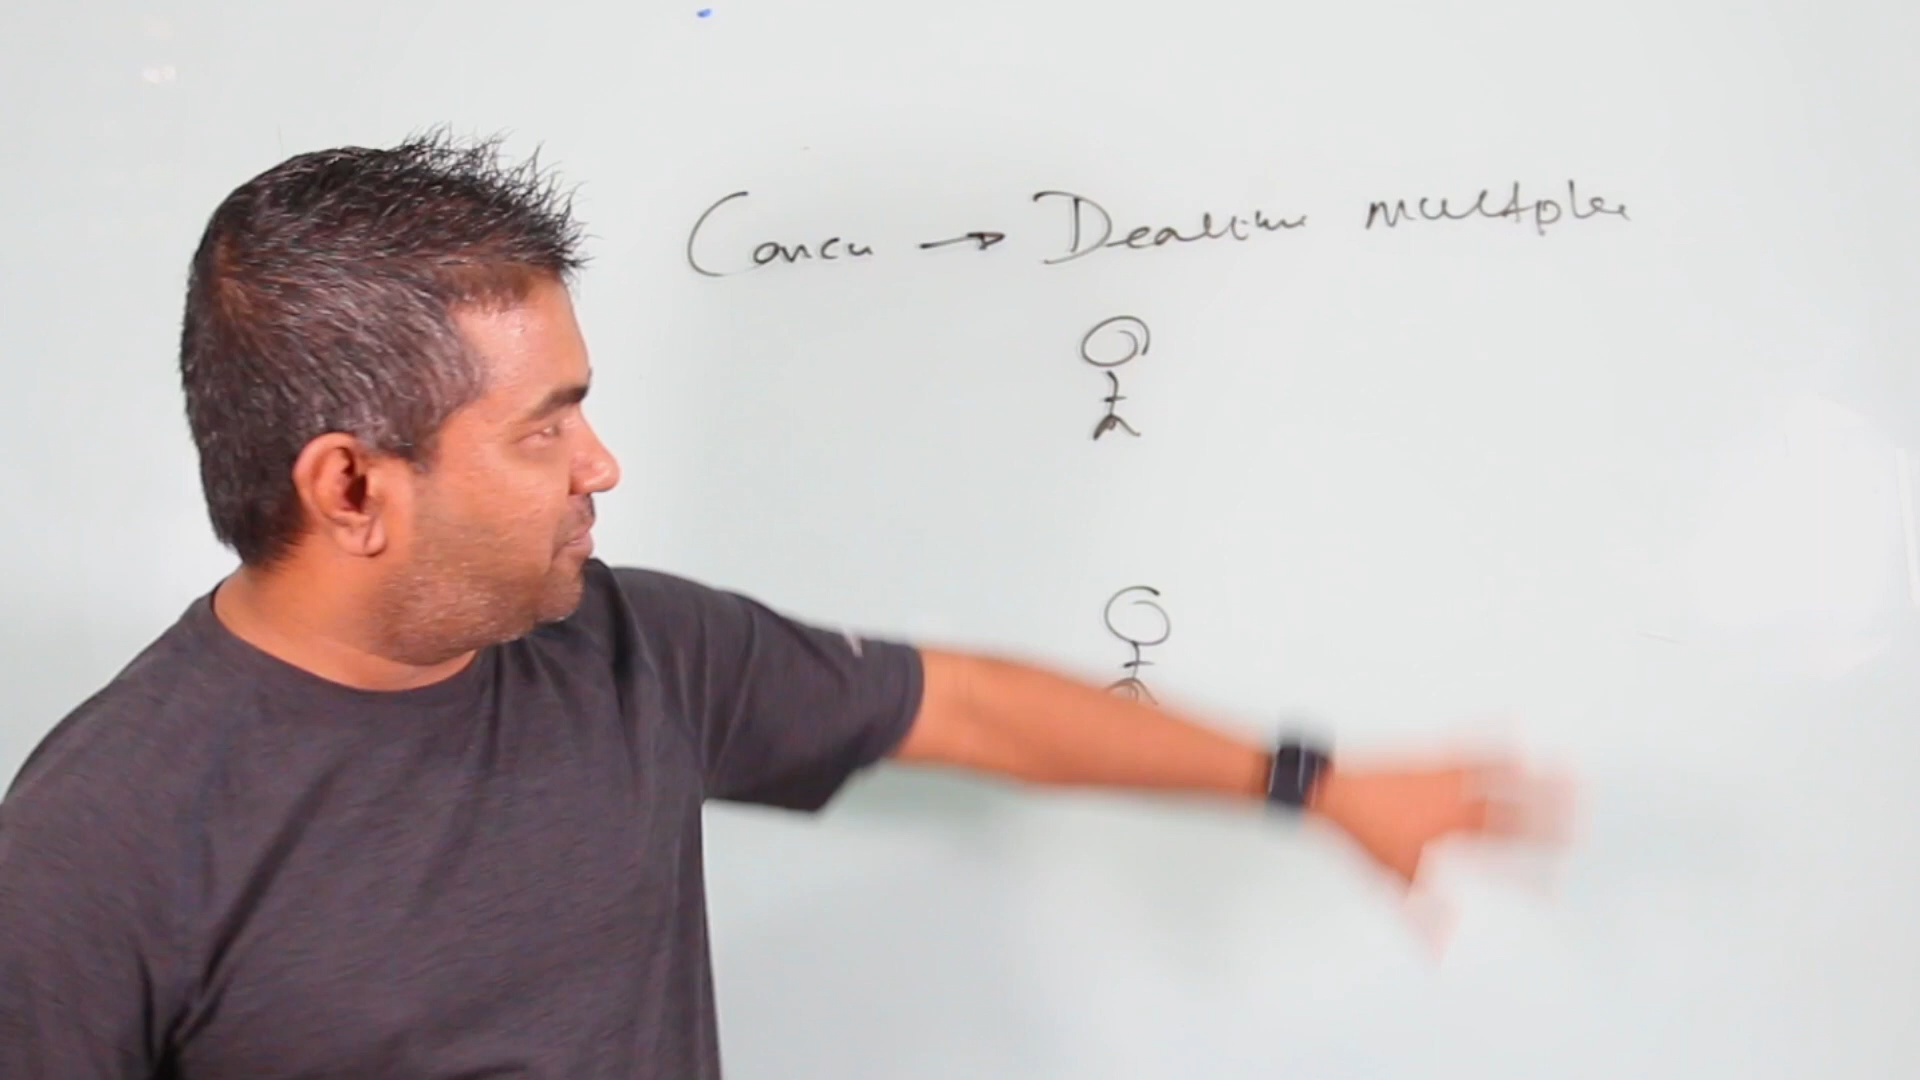 Concu → Dealing multiple